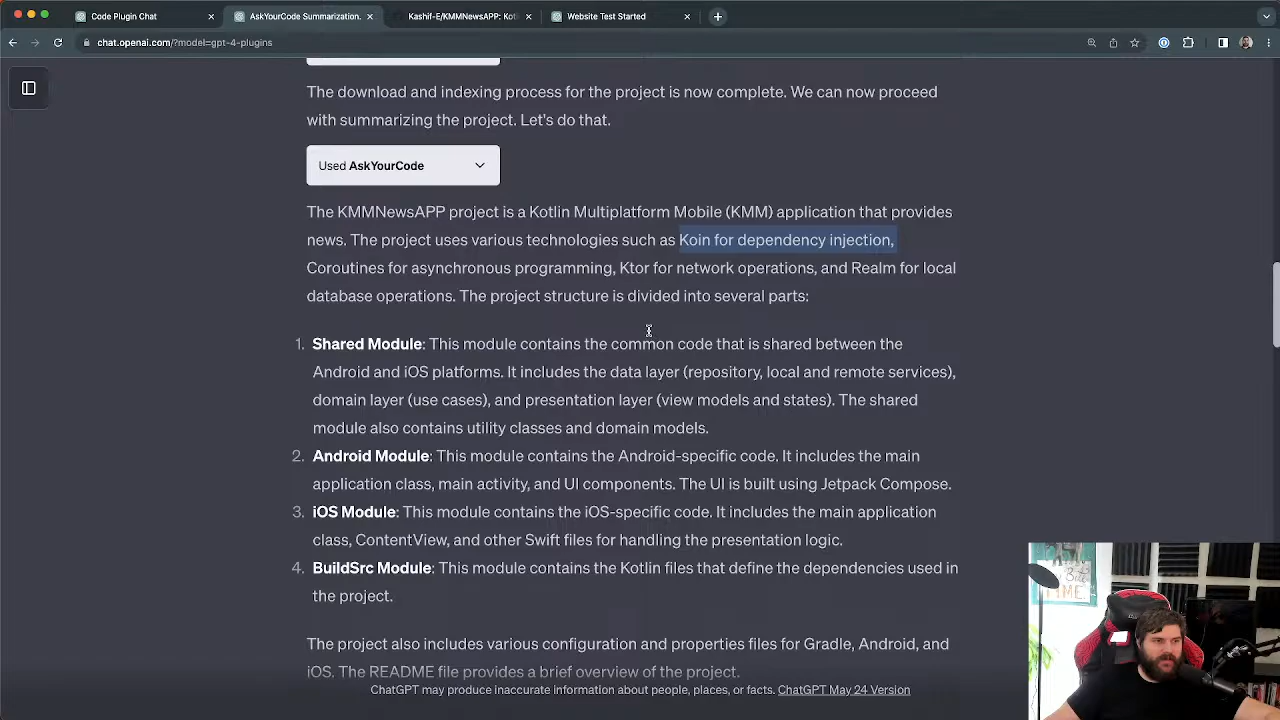 Code Plugin Chat
AskYourCode Summarization.
Kashif-E/KMMNewsAPP: Kotl
Website Test Started
chat.openai.com/?model=gpt-4-plugins
The download and indexing process for the project is now complete. We can now proceed
with summarizing the project. Let's do that.
Used AskYourCode
The KMMNewsAPP project is a Kotlin Multiplatform Mobile (KMM) application that provides
news. The project uses various technologies such as Koin for dependency injection,
Coroutines for asynchronous programming, Ktor for network operations, and Realm for local
database operations. The project structure is divided into several parts:
1. Shared Module: This module contains the common code that is shared between the
Android and iOS platforms. It includes the data layer (repository, local and remote services),
domain layer (use cases), and presentation layer (view models and states). The shared
module also contains utility classes and domain models.
2. Android Module: This module contains the Android-specific code. It includes the main
application class, main activity, and UI components. The UI is built using Jetpack Compose.
3. iOS Module: This module contains the iOS-specific code. It includes the main application
class, ContentView, and other Swift files for handling the presentation logic.
4. BuildSrc Module: This module contains the Kotlin files that define the dependencies used in
the project.
The project also includes various configuration and properties files for Gradle, Android, and
iOS. The README file provides a brief overview of the project.
ChatGPT may produce inaccurate information about people, places, or facts. ChatGPT May 24 Version
TIME